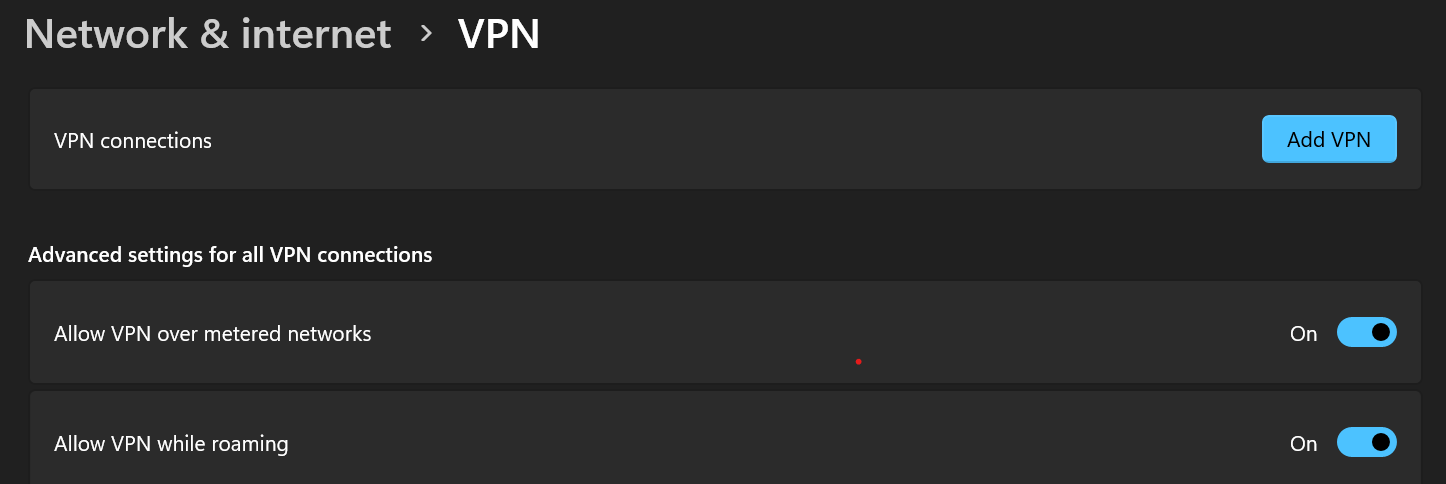 Network & internet > VPN
VPN connections
Add VPN
Advanced settings for all VPN connections
Allow VPN over metered networks
On
Allow VPN while roaming
On